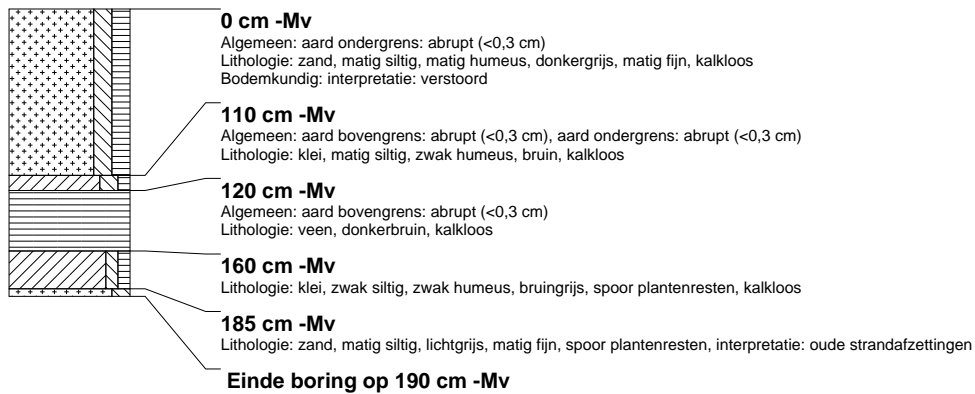 0 cm -Mv
Algemeen: aard ondergrens: abrupt (<0,3 cm)
Lithologie: zand, matig siltig, matig humeus, donkergrijs, matig fijn, kalkloos
Bodemkundig: interpretatie: verstoord
110 cm -Mv
Algemeen: aard bovengrens: abrupt (<0,3 cm), aard ondergrens: abrupt (<0,3 cm)
Lithologie: klei, matig siltig, zwak humeus, bruin, kalkloos
120 cm -Mv
Algemeen: aard bovengrens: abrupt (<0,3 cm)
Lithologie: veen, donkerbruin, kalkloos
160 cm -Mv
Lithologie: klei, zwak siltig, zwak humeus, bruingrijs, spoor plantenresten, kalkloos
185 cm -Mv
Lithologie: zand, matig siltig, lichtgrijs, matig fijn, spoor plantenresten, interpretatie: oude strandafzettingen
Einde boring op 190 cm -Mv